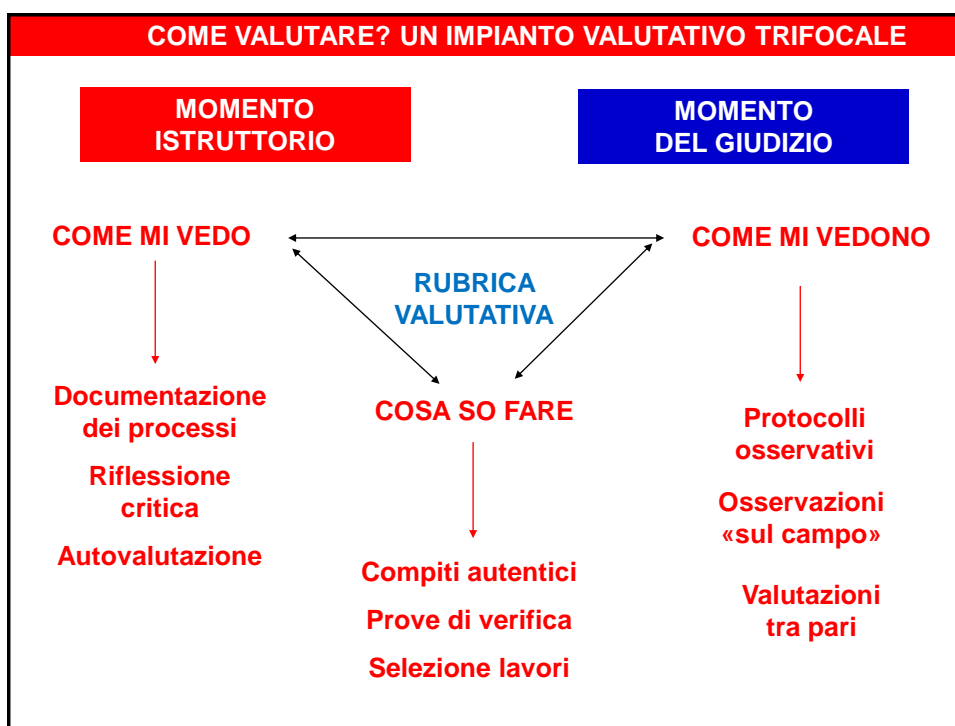 COME VALUTARE? UN IMPIANTO VALUTATIVO TRIFOCALE
MOMENTO
ISTRUTTORIO
MOMENTO
DEL GIUDIZIO
COME MI VEDO
COME MI VEDONO
RUBRICA
VALUTATIVA
COSA SO FARE
Documentazione
dei processi
Riflessione
critica
Autovalutazione
Compiti autentici
Prove di verifica
Selezione lavori
Protocolli
osservativi
Osservazioni
«sul campo»
Valutazioni
tra pari